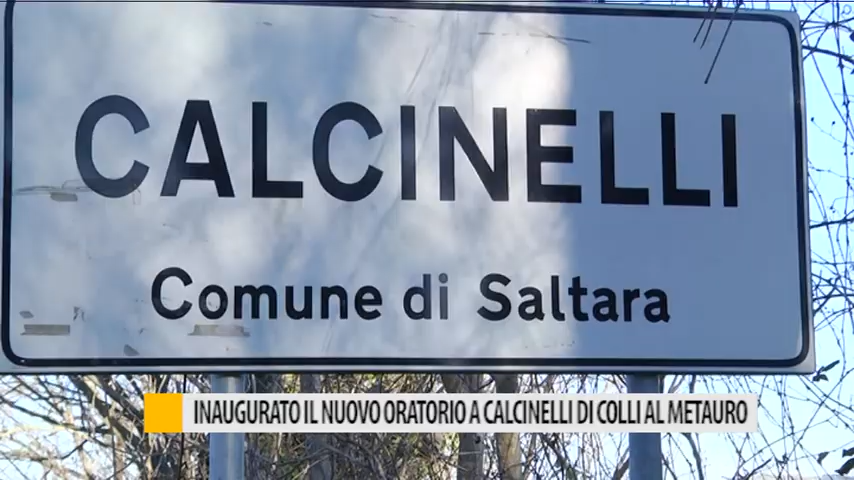 CALCINELLI
Comune di Saltara
INAUGURATO IL NUOVO ORATORIO A CALCINELLI DI COLLI AL METAURO